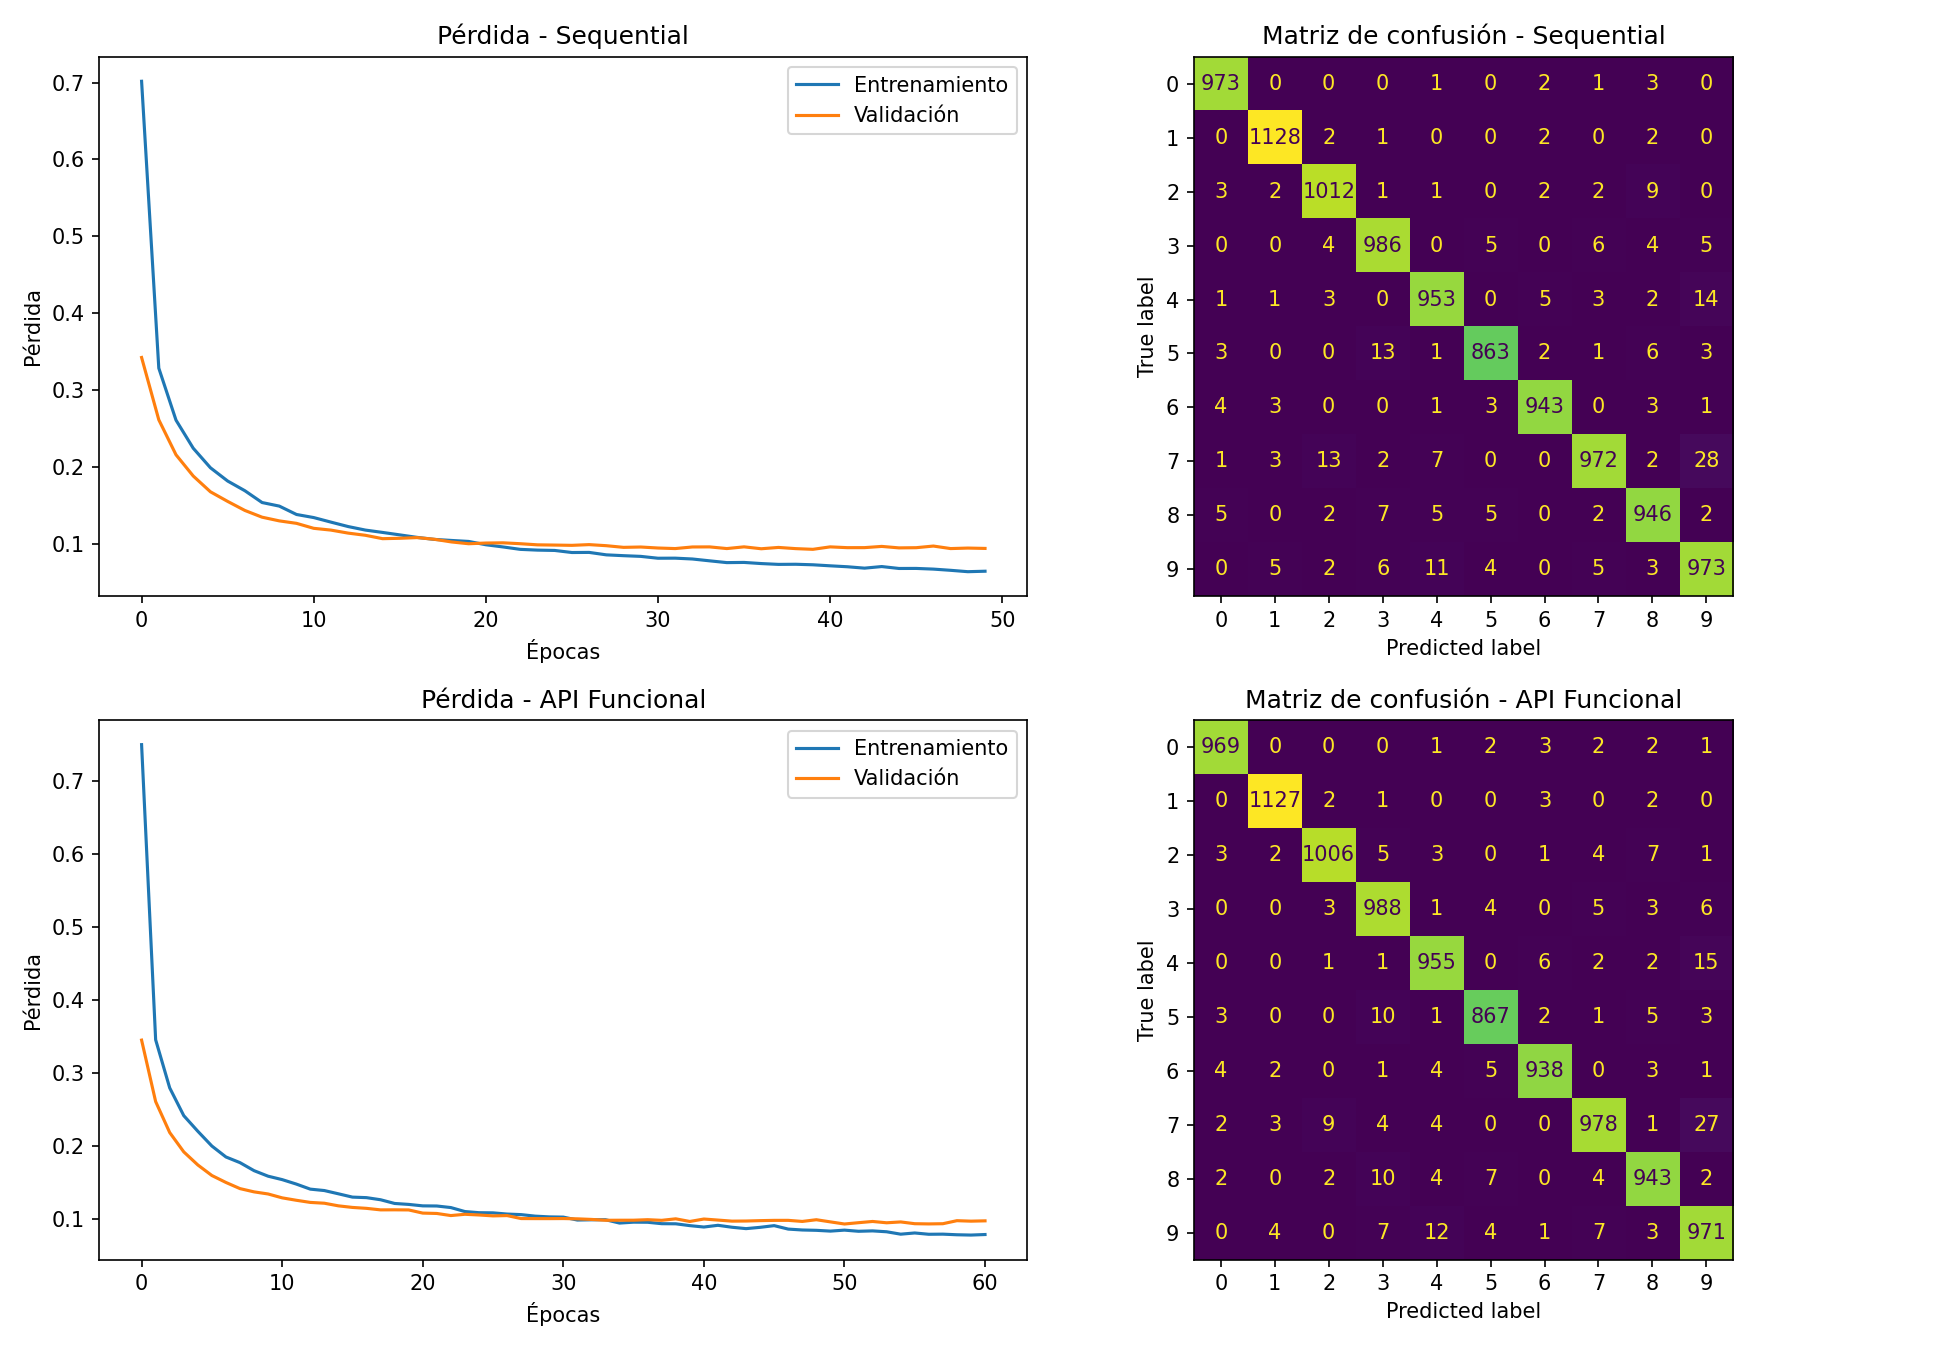 Pérdida - Sequential
0.7
0.6
0.5
0.4
0.3
0.2
0.1
Pérdida
Entrenamiento
Validación
0 10 20 30 40 50
Épocas
Matriz de confusión - Sequential
True label
0 973 0 0 0 1 0 2 1 3 0
1 0 1128 2 1 0 0 2 0 2 0
2 3 2 1012 1 1 0 2 2 9 0
3 0 0 4 986 0 5 0 6 4 5
4 1 1 3 0 953 0 5 3 2 14
5 3 0 0 13 1 863 2 1 6 3
6 4 3 0 0 1 3 943 0 3 1
7 1 3 13 2 7 0 0 972 2 28
8 5 0 2 7 5 5 0 2 946 2
9 0 5 2 6 11 4 0 5 3 973
0 1 2 3 4 5 6 7 8 9
Predicted label
Pérdida - API Funcional
0.7
0.6
0.5
0.4
0.3
0.2
0.1
Pérdida
Entrenamiento
Validación
0 10 20 30 40 50 60
Épocas
Matriz de confusión - API Funcional
True label
0 969 0 0 0 1 2 3 2 2 1
1 0 1127 2 1 0 0 3 0 2 0
2 3 2 1006 5 3 0 1 4 7 1
3 0 0 3 988 1 4 0 5 3 6
4 0 0 1 1 955 0 6 2 2 15
5 3 0 0 10 1 867 2 1 5 3
6 4 2 0 1 4 5 938 0 3 1
7 2 3 9 4 4 0 0 978 1 27
8 2 0 2 10 4 7 0 4 943 2
9 0 4 0 7 12 4 1 7 3 971
0 1 2 3 4 5 6 7 8 9
Predicted label